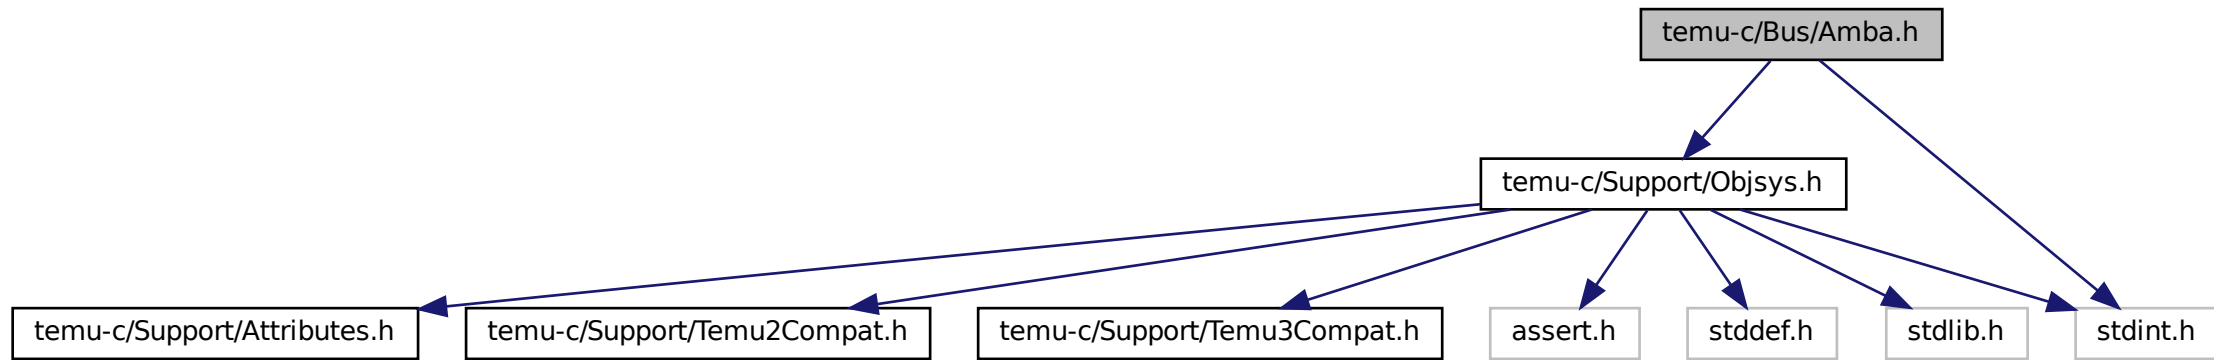 temu-c/Bus/Amba.h
temu-c/Support/Objsys.h
temu-c/Support/Attributes.h
temu-c/Support/Temu2Compat.h
temu-c/Support/Temu3Compat.h
assert.h
stddef.h
stdlib.h
stdint.h